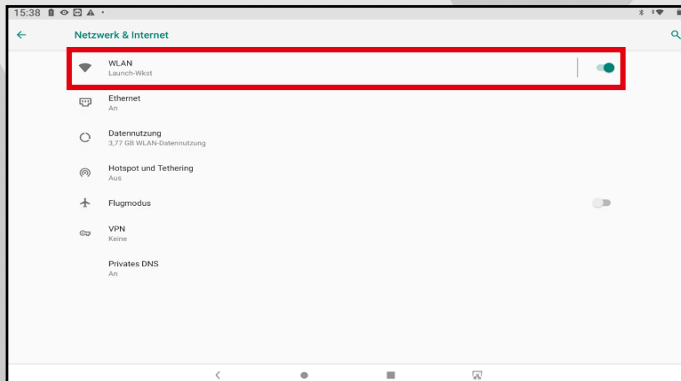 15:38
Netzwerk & Internet
WLAN
Launch-Wkst
Ethernet
An
Datennutzung
3,77 GB WLAN-Datennutzung
Hotspot und Tethering
Aus
Flugmodus
VPN
Keine
Privates DNS
An